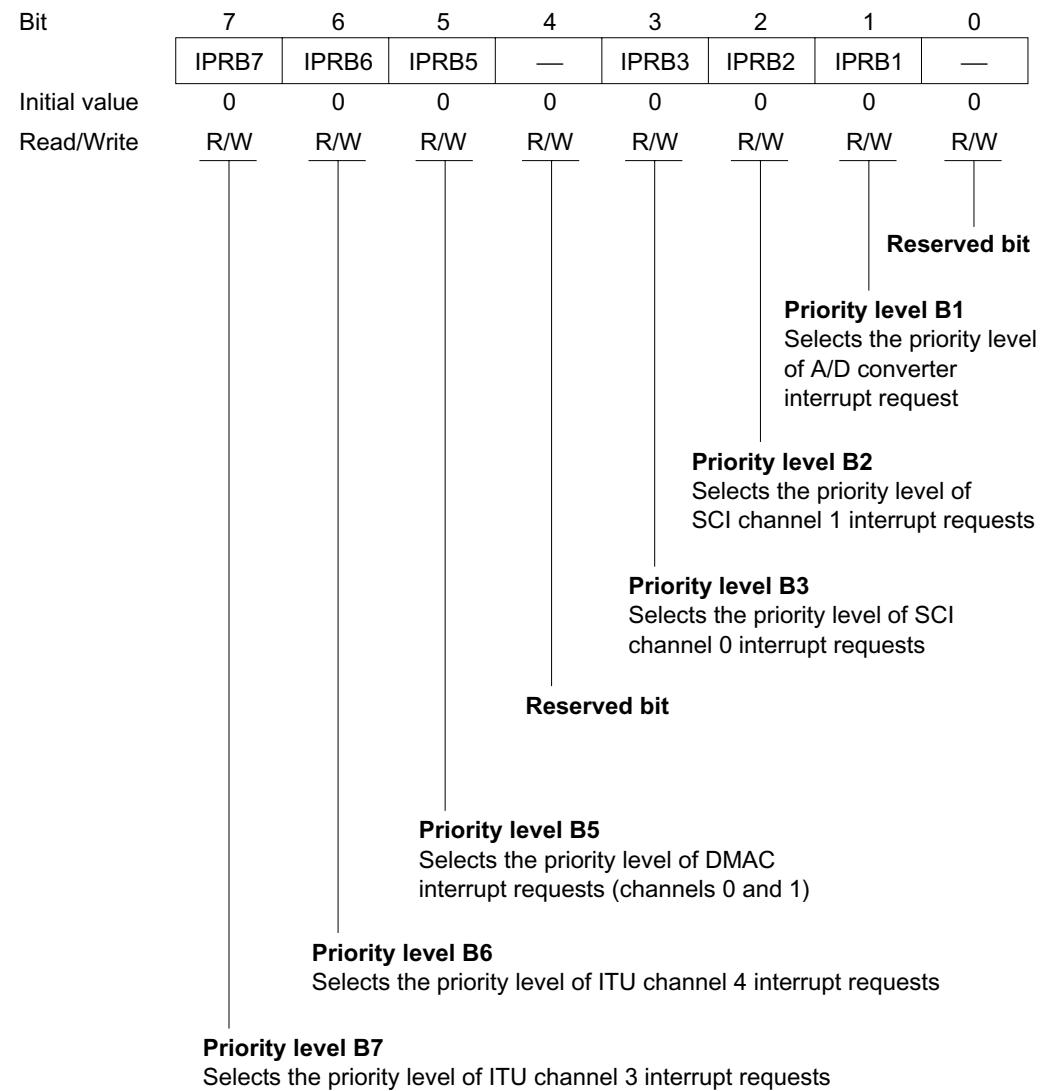 Bit 7 6 5 4 3 2 1 0
IPRB7 IPRB6 IPRB5 — IPRB3 IPRB2 IPRB1 —
Initial value 0 0 0 0 0 0 0 0
Read/Write R/W R/W R/W R/W R/W R/W R/W R/W
Reserved bit
Priority level B1
Selects the priority level
of A/D converter
interrupt request
Priority level B2
Selects the priority level of
SCI channel 1 interrupt requests
Priority level B3
Selects the priority level of SCI
channel 0 interrupt requests
Reserved bit
Priority level B5
Selects the priority level of DMAC
interrupt requests (channels 0 and 1)
Priority level B6
Selects the priority level of ITU channel 4 interrupt requests
Priority level B7
Selects the priority level of ITU channel 3 interrupt requests